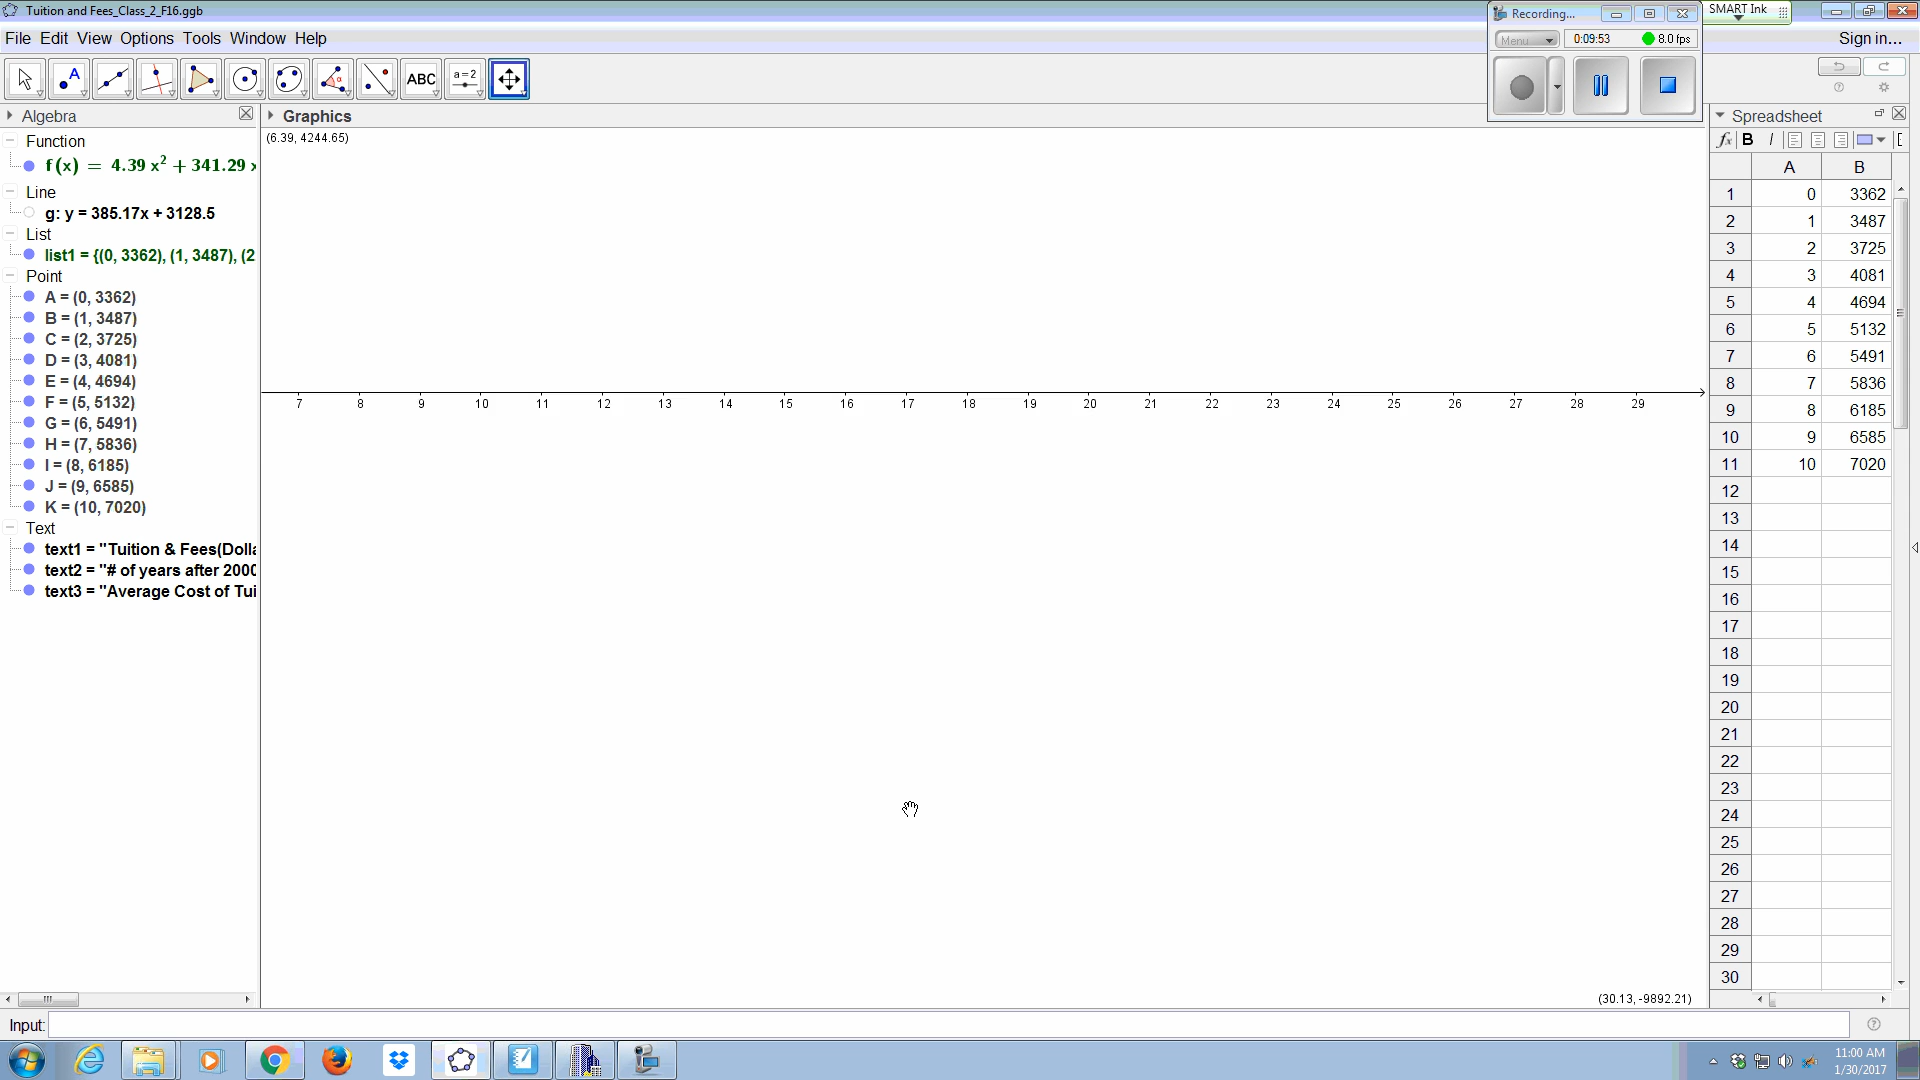 Tuition and Fees_Class_2_F16.ggb
Recording...
SMART Ink
File Edit View Options Tools Window Help
Menu
0:09:53
8.0 fps
Sign in...
A
ABC
a=2
Algebra
Graphics
Spreadsheet
(6.39, 4244.65)
Function
f(x) = 4.39 x² + 341.29 x
Line
g: y = 385.17x + 3128.5
List
list1 = {(0, 3362), (1, 3487), (2
Point
A = (0, 3362)
B = (1, 3487)
C = (2, 3725)
D = (3, 4081)
E = (4, 4694)
F = (5, 5132)
G = (6, 5491)
H = (7, 5836)
I = (8, 6185)
J = (9, 6585)
K = (10, 7020)
Text
text1 = "Tuition & Fees(Dolla
text2 = "# of years after 2000
text3 = "Average Cost of Tui
7 8 9 10 11 12 13 14 15 16 17 18 19 20 21 22 23 24 25 26 27 28 29
(30.13, -9892.21)
fx B I
A B
1 0 3362
2 1 3487
3 2 3725
4 3 4081
5 4 4694
6 5 5132
7 6 5491
8 7 5836
9 8 6185
10 9 6585
11 10 7020
12
13
14
15
16
17
18
19
20
21
22
23
24
25
26
27
28
29
30
Input:
11:00 AM
1/30/2017